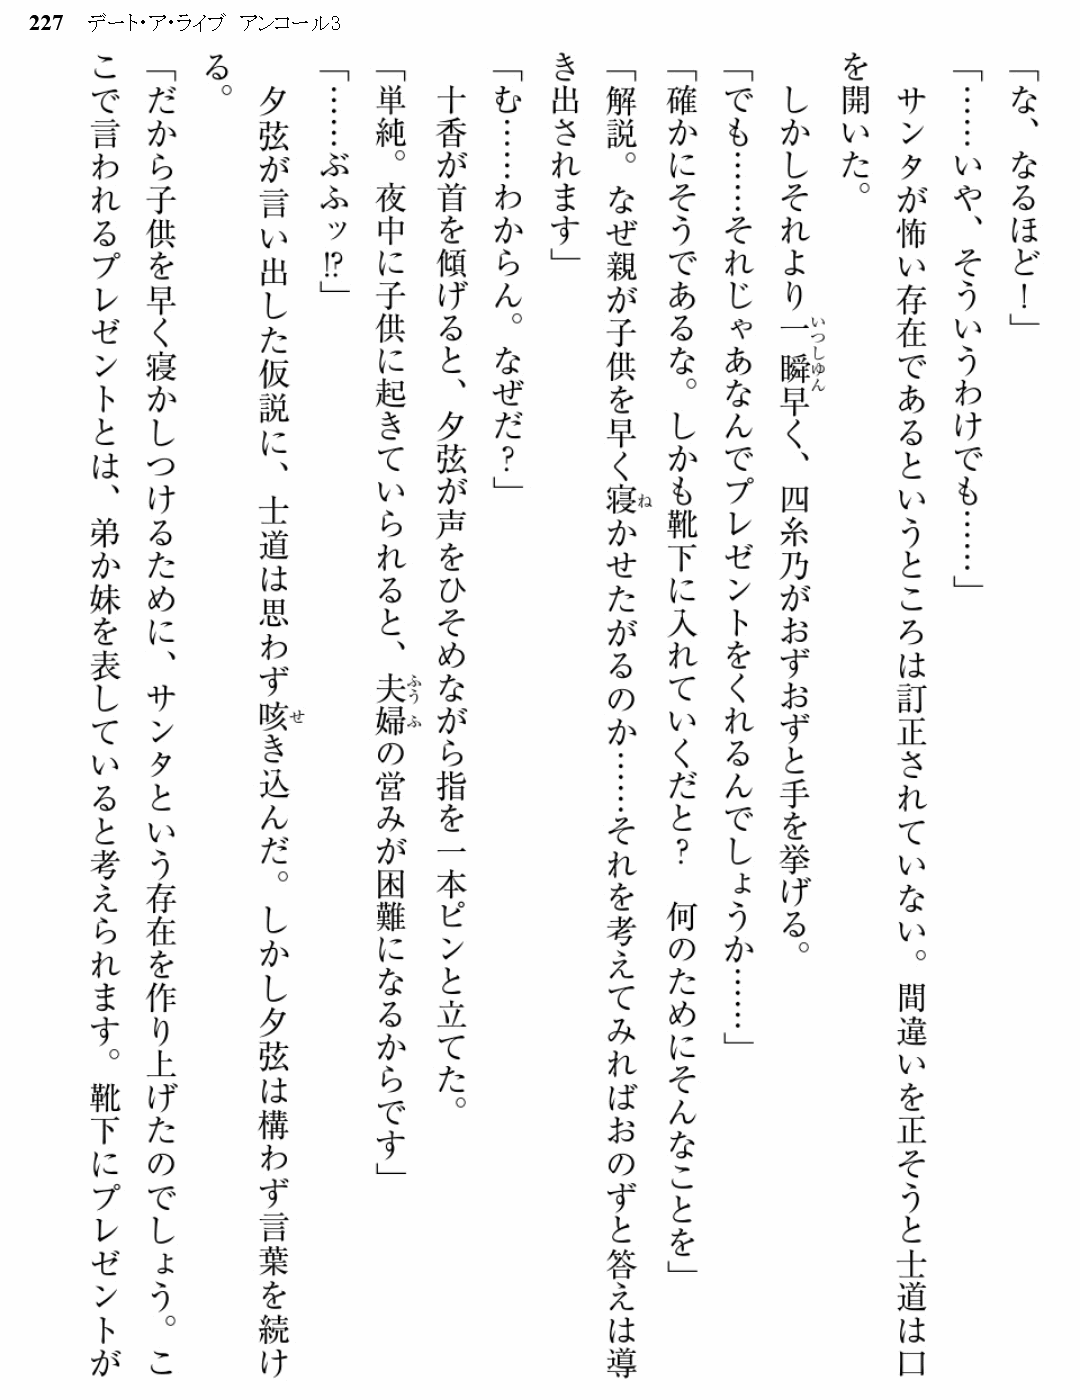 227 デート・ア・ライブ アンコール3
「な、なるほど！」
「……いや、そういうわけでも……」
サンタが怖い存在であるというところは訂正されていない。間違いを正そうと士道は口
を開いた。
しかしそれより一瞬早く、四糸乃がおずおずと手を挙げる。
いつしゆん
「でも……それじゃあなんでプレゼントをくれるんでしょうか……」
「確かにそうであるな。しかも靴下に入れていくだと？　何のためにそんなことを」
「解説。なぜ親が子供を早く寝かせたがるのか……それを考えてみればおのずと答えは導
ね
き出されます」
「む……わからん。なぜだ？」
十香が首を傾げると、夕弦が声をひそめながら指を一本ピンと立てた。
「単純。夜中に子供に起きていられると、夫婦の営みが困難になるからです」
ふうふ
「……ぶふッ!?」
夕弦が言い出した仮説に、士道は思わず咳き込んだ。しかし夕弦は構わず言葉を続け
せ
る。
「だから子供を早く寝かしつけるために、サンタという存在を作り上げたのでしょう。こ
こで言われるプレゼントとは、弟か妹を表していると考えられます。靴下にプレゼントが